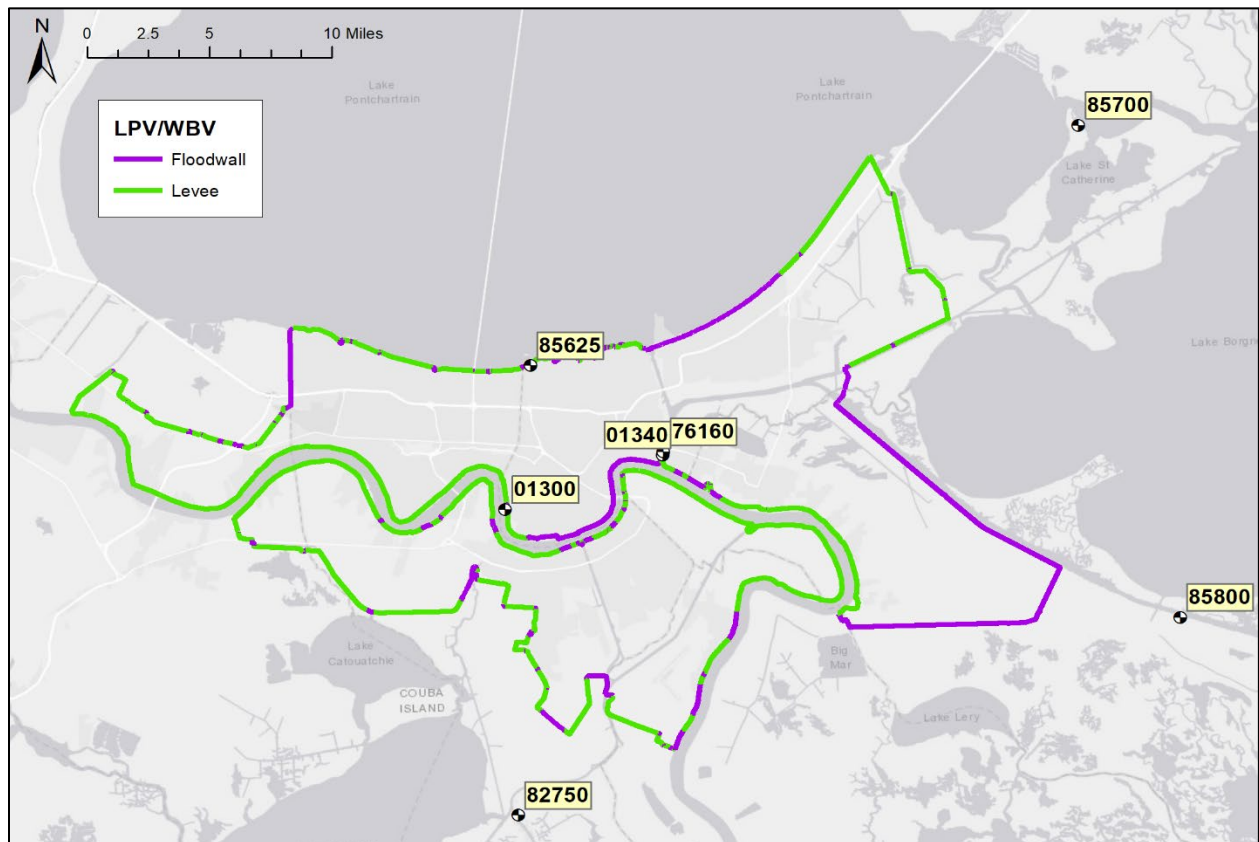 N
0 2.5 5 10 Miles
LPV/WBV
Floodwall
Levee
Lake
Pontchartrain
Lake
Pontchartrain
85700
Lake St
Catherine
Lake Borgne
85625
01340 76160
01300
85800
Lake
Catouatchie
COUBA
ISLAND
Big
Mar
Lake Lery
82750